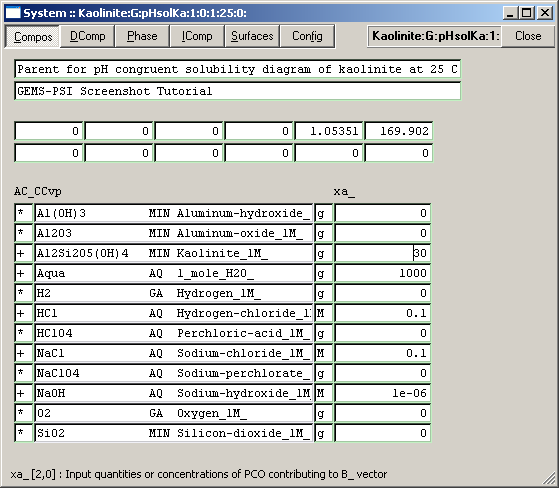 System :: Kaolinite:G:pHsolKa:1:0:1:25:0:
Compos DComp Phase IComp Surfaces Config Kaolinite:G:pHsolKa:1: Close
Parent for pH congruent solubility diagram of kaolinite at 25 C
GEMS-PSI Screenshot Tutorial
0 0 0 0 1.05351 169.902
0 0 0 0 0 0
AC_CCvp xa_
* Al(OH)3 MIN Aluminum-hydroxide_ g 0
* Al2O3 MIN Aluminum-oxide_1M_ g 0
+ Al2Si2O5(OH)4 MIN Kaolinite_1M_ g 30
+ Aqua AQ 1_mole_H2O_ g 1000
* H2 GA Hydrogen_1M_ g 0
+ HCl AQ Hydrogen-chloride_1M M 0.1
* HClO4 AQ Perchloric-acid_1M_ g 0
+ NaCl AQ Sodium-chloride_1M_ M 0.1
* NaClO4 AQ Sodium-perchlorate_ g 0
+ NaOH AQ Sodium-hydroxide_1M M 1e-06
* O2 GA Oxygen_1M_ g 0
* SiO2 MIN Silicon-dioxide_1M_ g 0
xa_ [2,0] : Input quantities or concentrations of PCO contributing to B_ vector